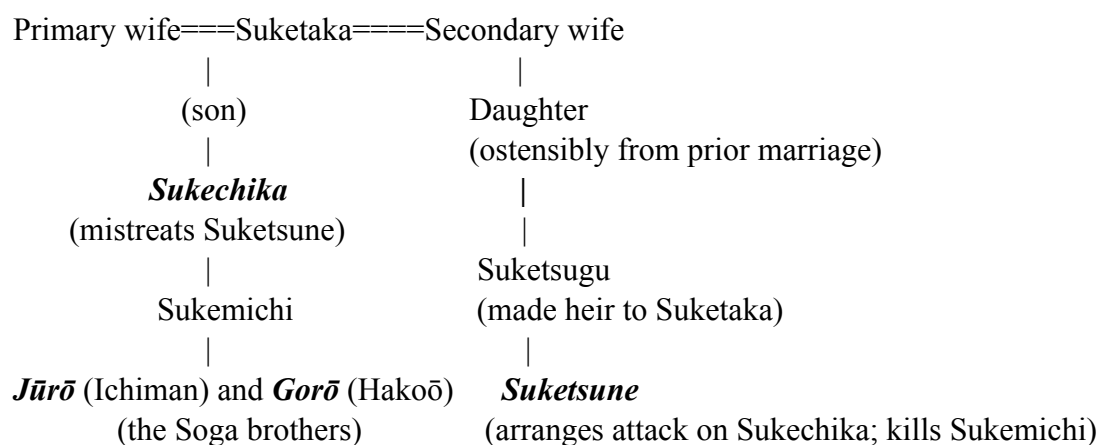 Primary wife===Suketaka====Secondary wife
| |
(son) Daughter
| (ostensibly from prior marriage)
Sukechika |
(mistreats Suketsune) |
| Suketsugu
Sukemichi (made heir to Suketaka)
| |
Jūrō (Ichiman) and Gorō (Hakoō) Suketsune
(the Soga brothers) (arranges attack on Sukechika; kills Sukemichi)